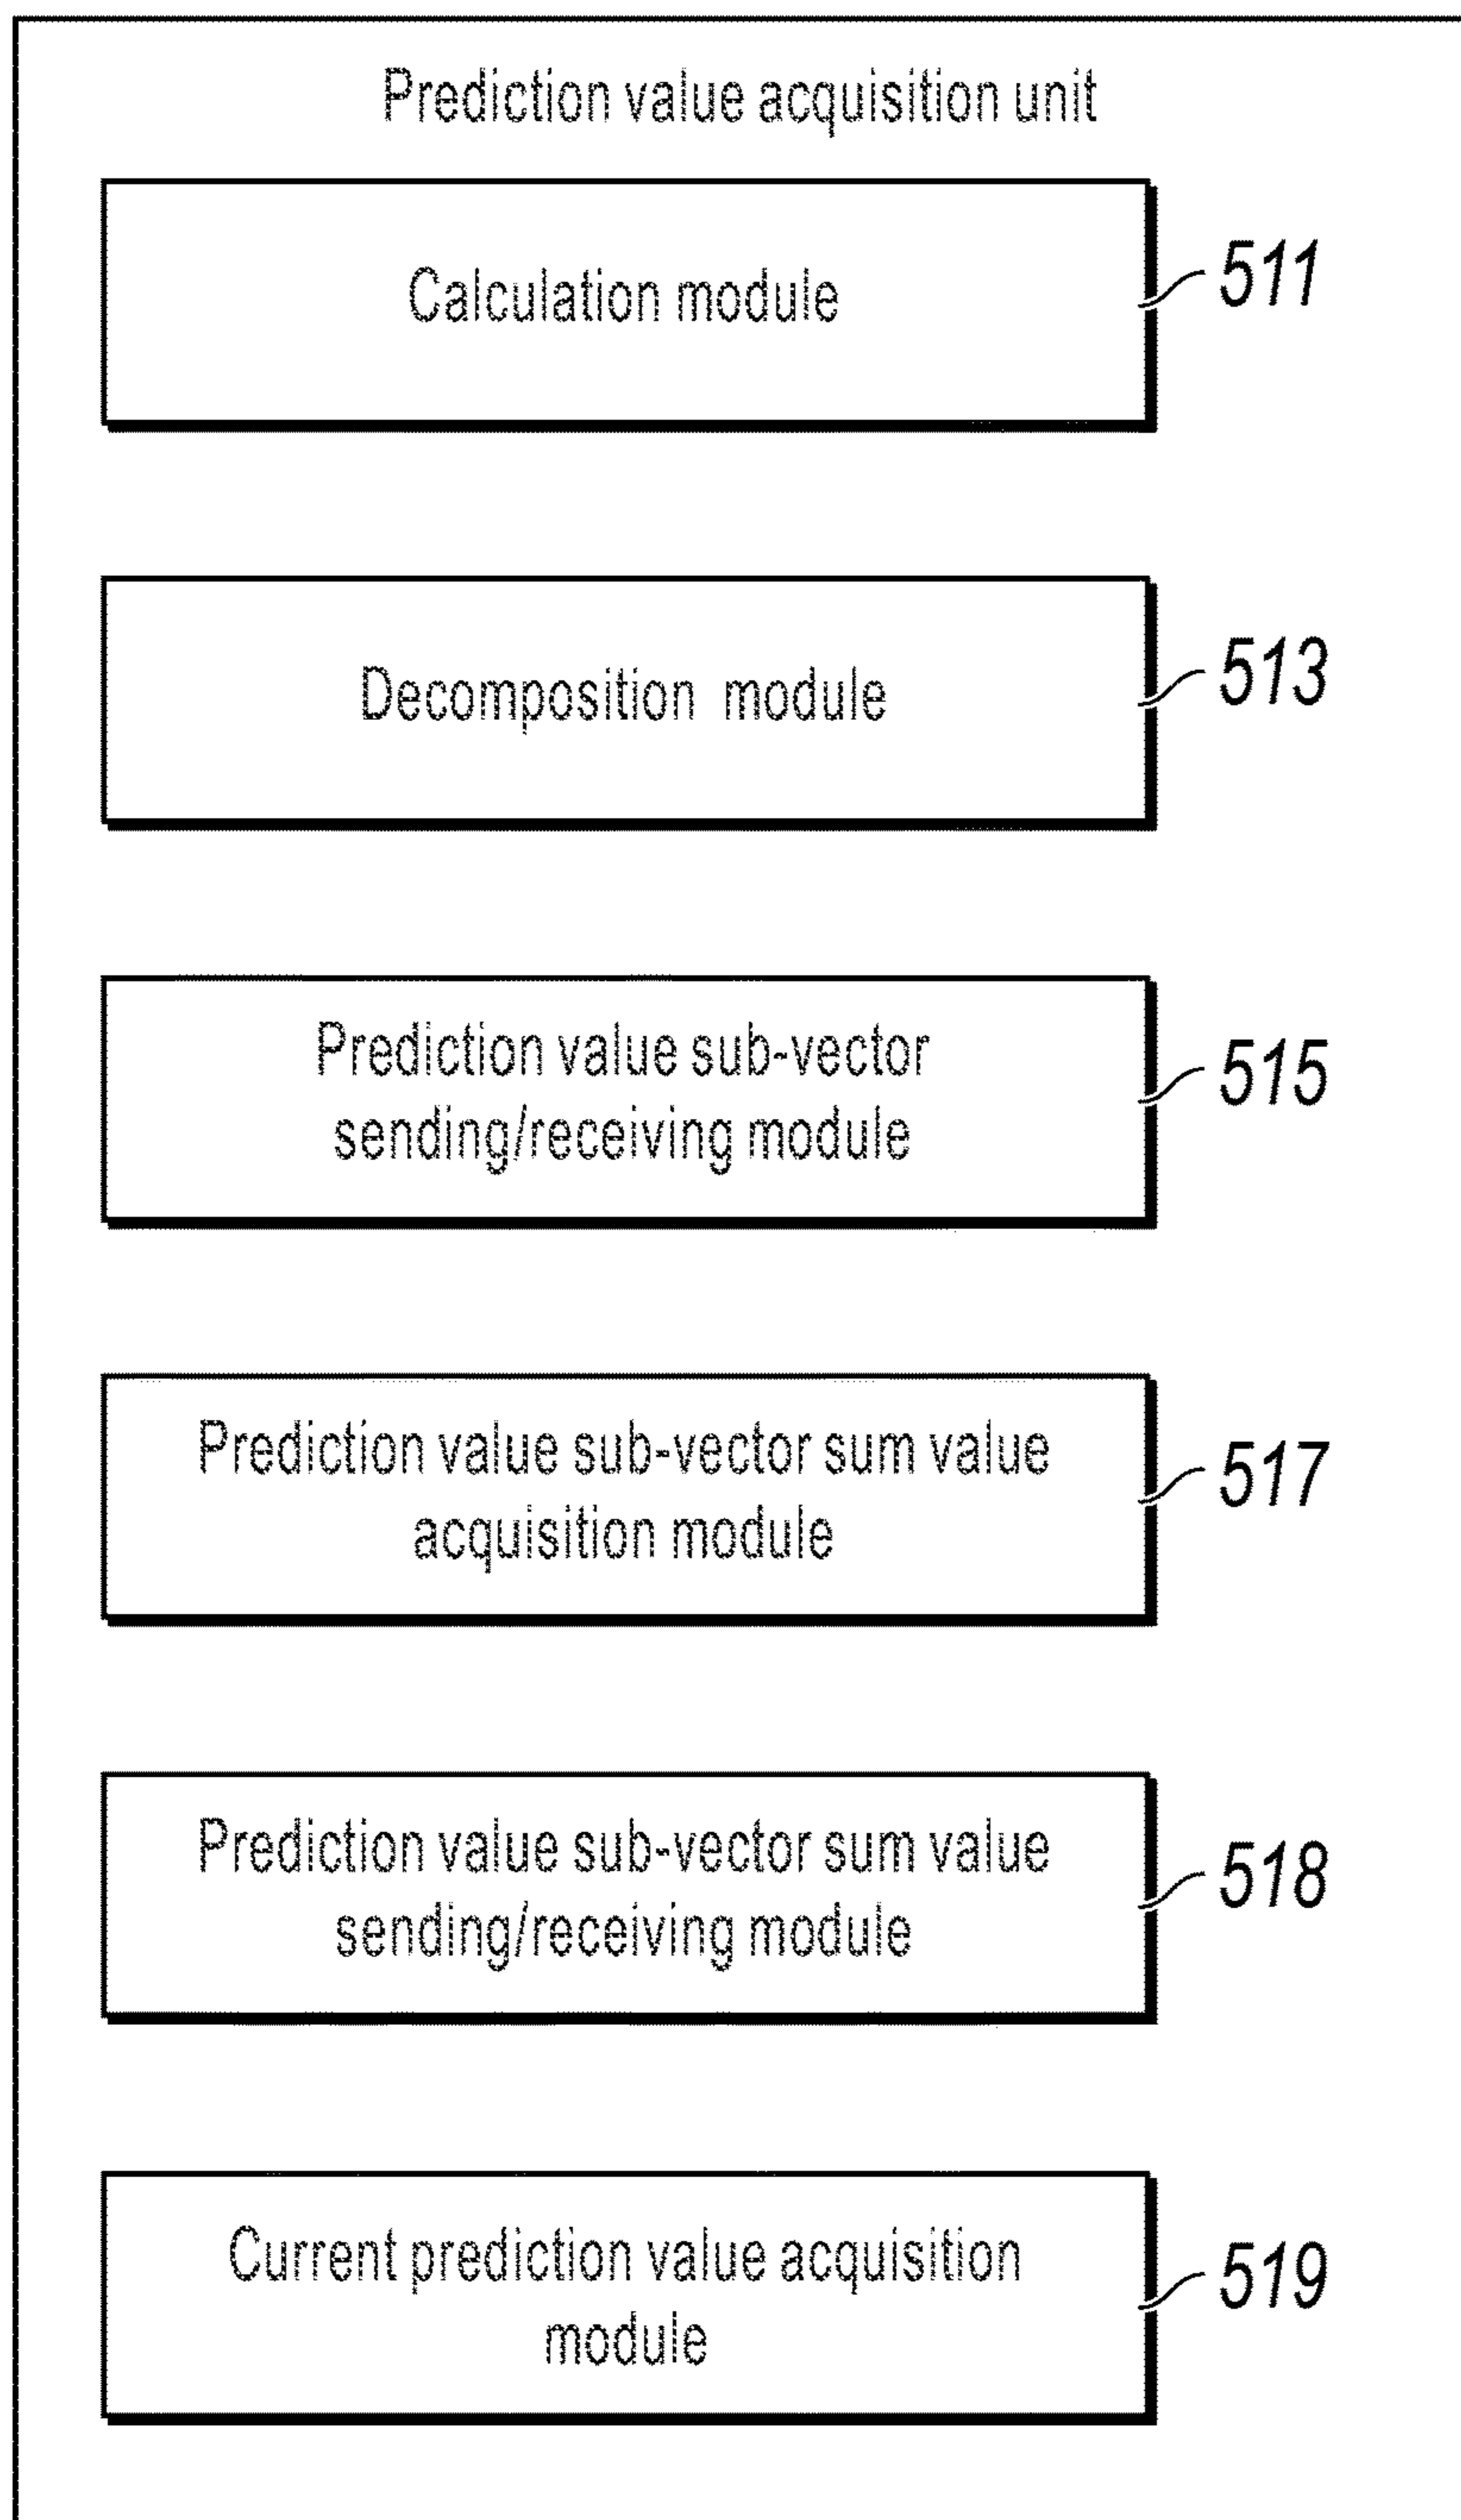 Prediction value acquisition unit
Calculation module
511
Decomposition module
513
Prediction value sub-vector
sending/receiving module
515
Prediction value sub-vector sum value
acquisition module
517
Prediction value sub-vector sum value
sending/receiving module
518
Current prediction value acquisition
module
519